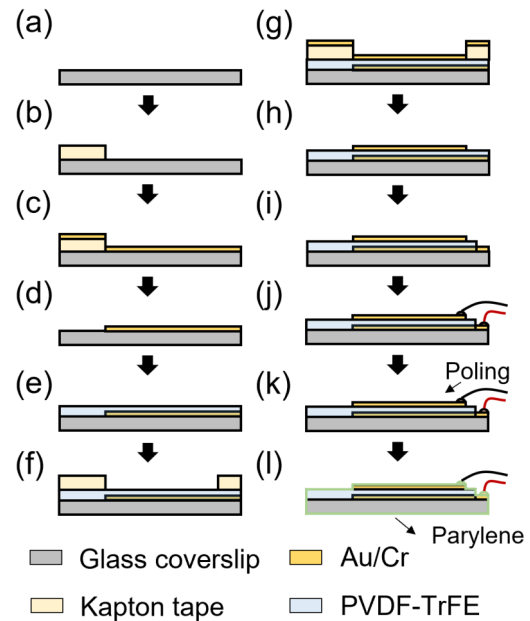 (a)
(b)
(c)
(d)
(e)
(f)
(g)
(h)
(i)
(j)
(k)
Poling
(l)
Parylene
Glass coverslip
Au/Cr
Kapton tape
PVDF-TrFE